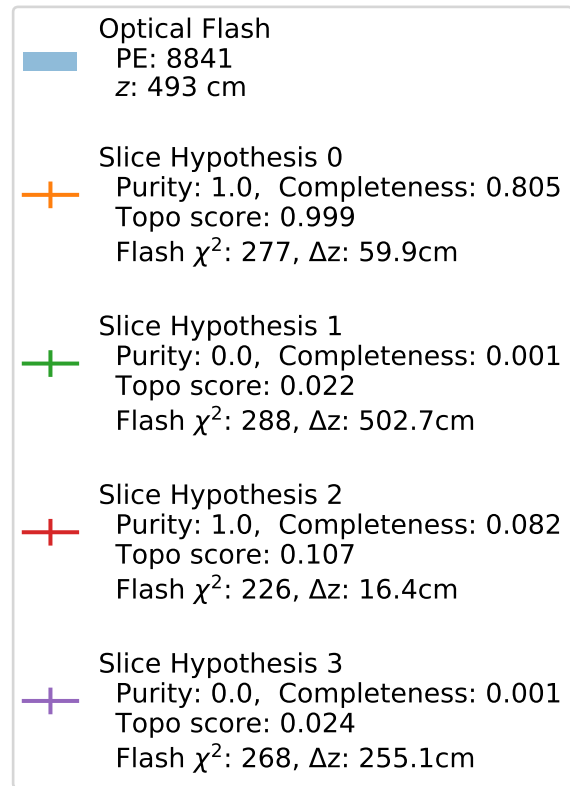 Optical Flash
PE: 8841
z: 493 cm
Slice Hypothesis 0
Purity: 1.0,  Completeness: 0.805
Topo score: 0.999
Flash χ²: 277, Δz: 59.9cm
Slice Hypothesis 1
Purity: 0.0,  Completeness: 0.001
Topo score: 0.022
Flash χ²: 288, Δz: 502.7cm
Slice Hypothesis 2
Purity: 1.0,  Completeness: 0.082
Topo score: 0.107
Flash χ²: 226, Δz: 16.4cm
Slice Hypothesis 3
Purity: 0.0,  Completeness: 0.001
Topo score: 0.024
Flash χ²: 268, Δz: 255.1cm